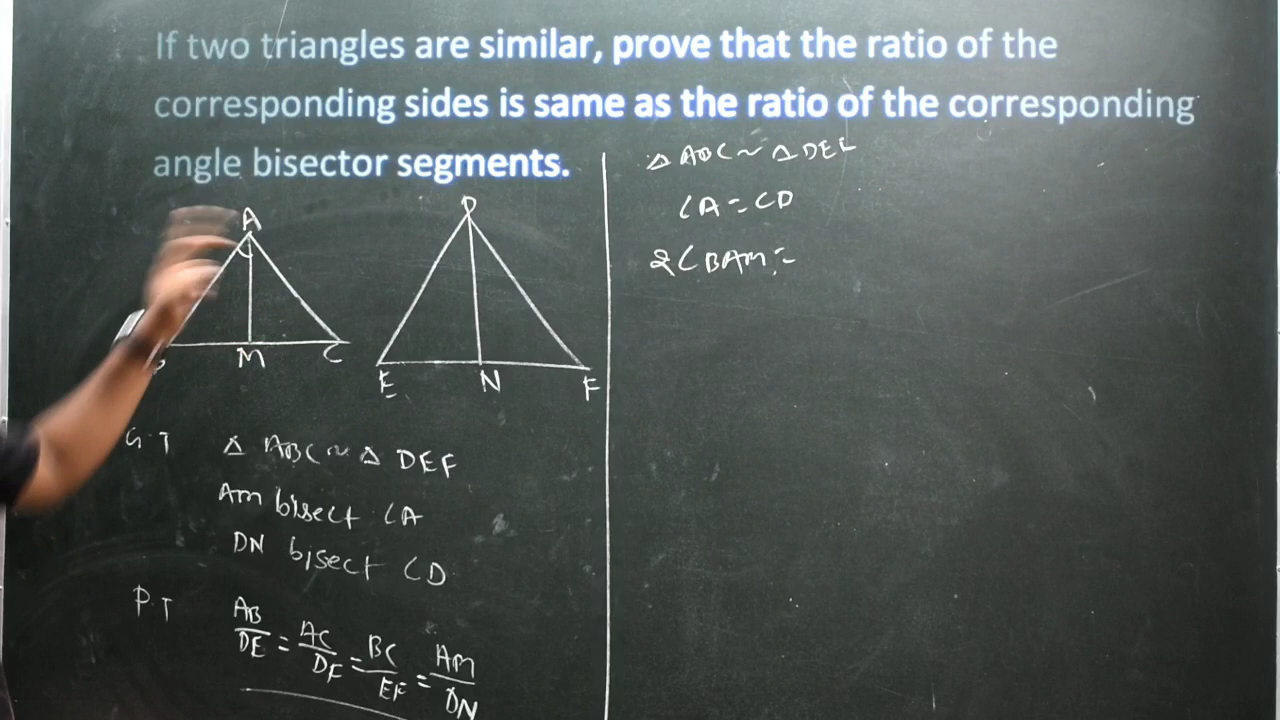 If two triangles are similar, prove that the ratio of the
corresponding sides is same as the ratio of the corresponding
angle bisector segments.
A
M
C
D
E
N
F
G.T △ ABC ~ △ DEF
AM bisect ∠A
DN bisect ∠D
P.T AB/DE = AC/DF = BC/EF = AM/DN
△ ABC ~ △ DEF
∠A = ∠D
2∠BAM =